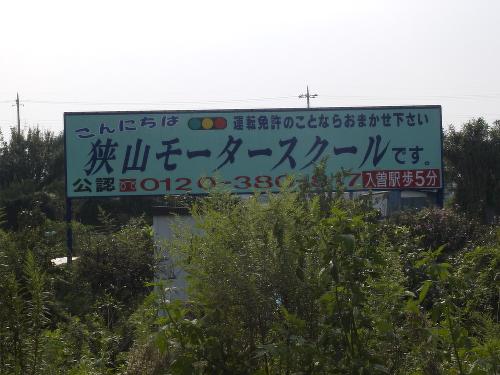 こんにちは 運転免許のことならおまかせ下さい
狭山モータースクールです。
公認 0120-380- 入曽駅歩5分